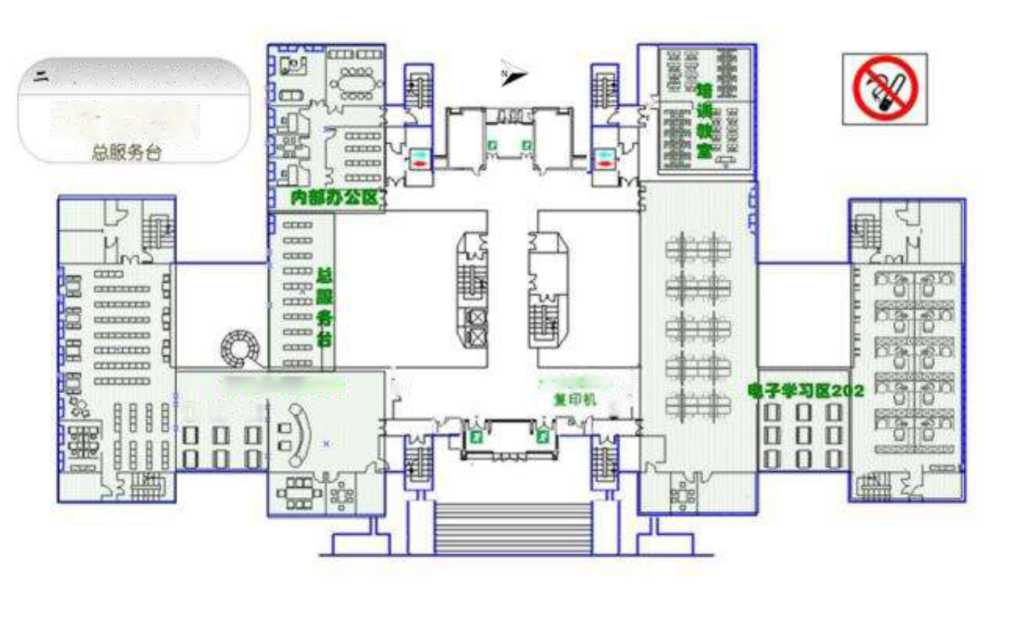 二
总服务台
N
培训教室
内部办公区
总服务台
电子学习区202
复印机